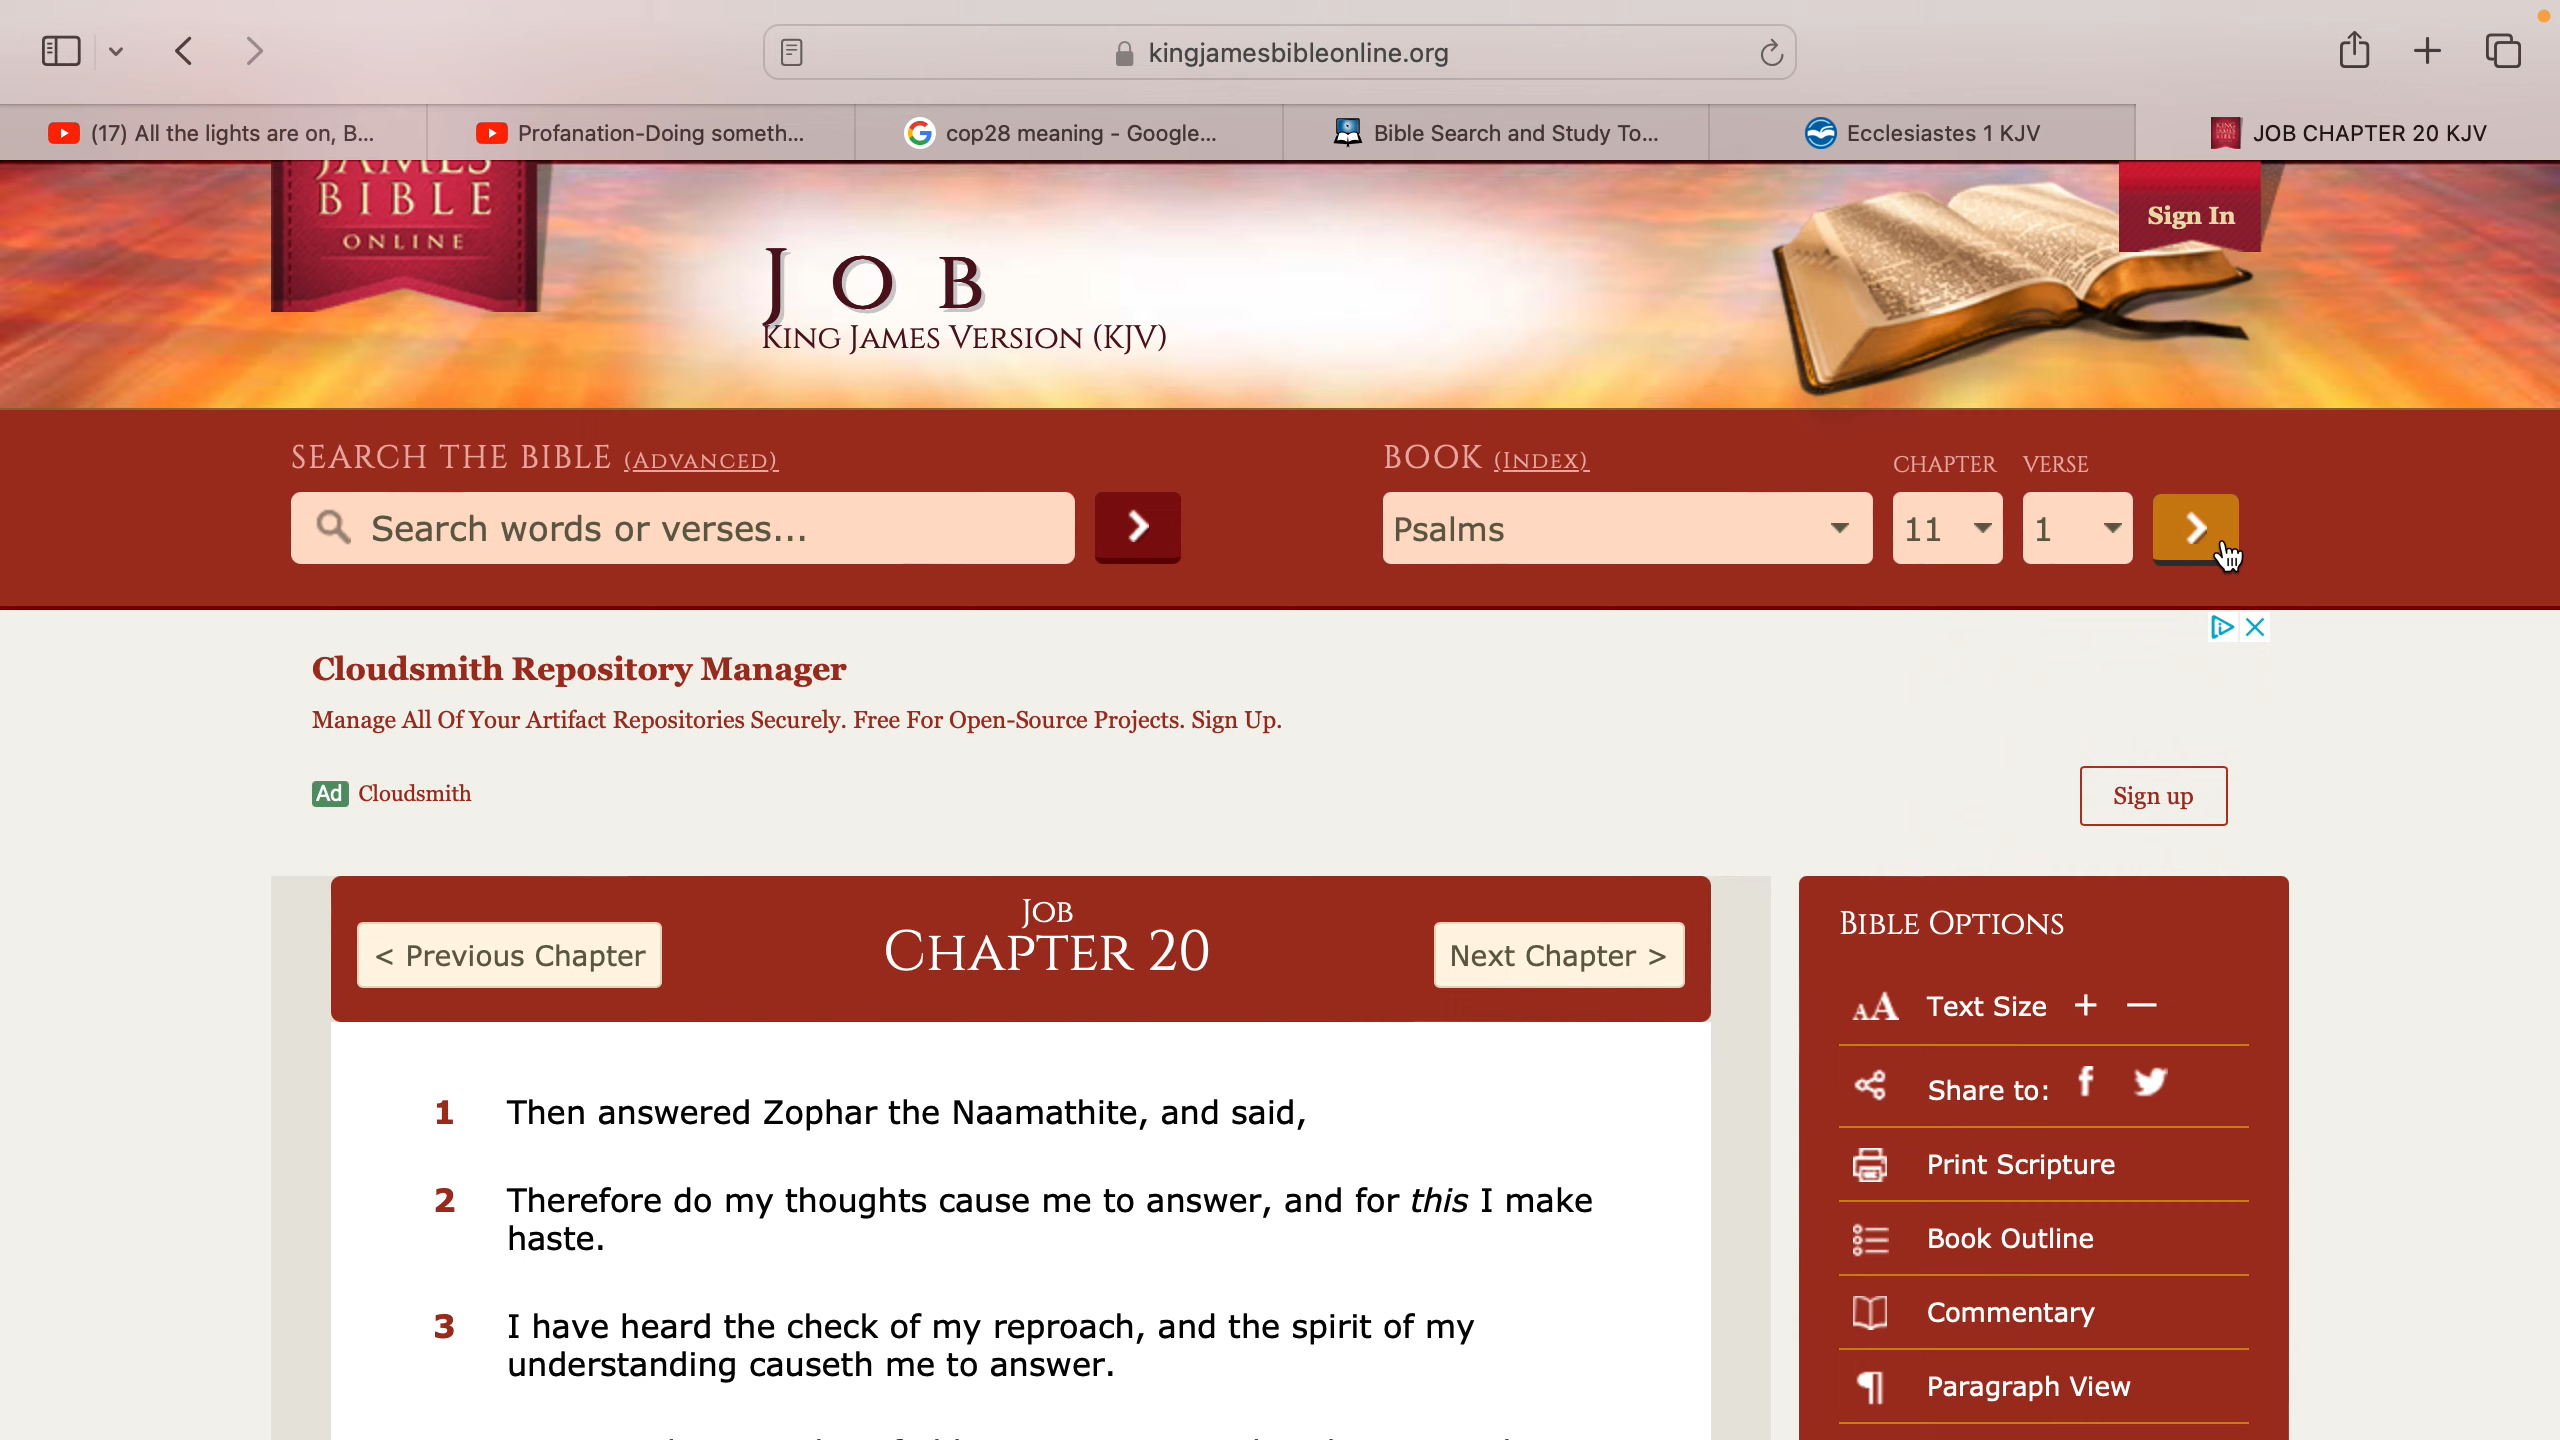 kingjamesbibleonline.org
(17) All the lights are on, B...
Profanation-Doing someth...
cop28 meaning - Google...
Bible Search and Study To...
Ecclesiastes 1 KJV
JOB CHAPTER 20 KJV
JAMES
BIBLE
ONLINE
Sign In
JOB
KING JAMES VERSION (KJV)
SEARCH THE BIBLE (ADVANCED)
BOOK (INDEX)
CHAPTER
VERSE
Search words or verses...
Psalms
11
1
Cloudsmith Repository Manager
Manage All Of Your Artifact Repositories Securely. Free For Open-Source Projects. Sign Up.
Ad Cloudsmith
Sign up
< Previous Chapter
JOB
CHAPTER 20
Next Chapter >
1 Then answered Zophar the Naamathite, and said,
2 Therefore do my thoughts cause me to answer, and for this I make
haste.
3 I have heard the check of my reproach, and the spirit of my
understanding causeth me to answer.
BIBLE OPTIONS
AA Text Size + —
Share to: f
Print Scripture
Book Outline
Commentary
¶ Paragraph View